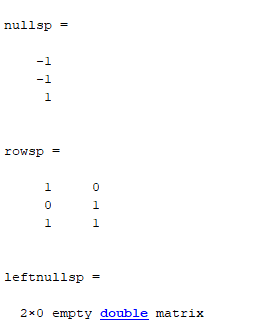 nullsp =
-1
-1
1
rowsp =
1 0
0 1
1 1
leftnullsp =
2×0 empty double matrix